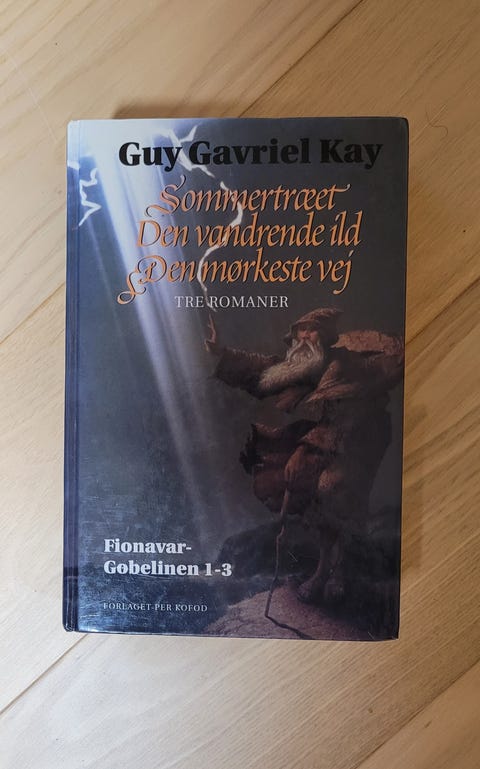 Guy Gavriel Kay
Sommertræet
Den vandrende ild
Den mørkeste vej
TRE ROMANER
Fionavar-
Gobelinen 1-3
FORLAGET PER KOFOD